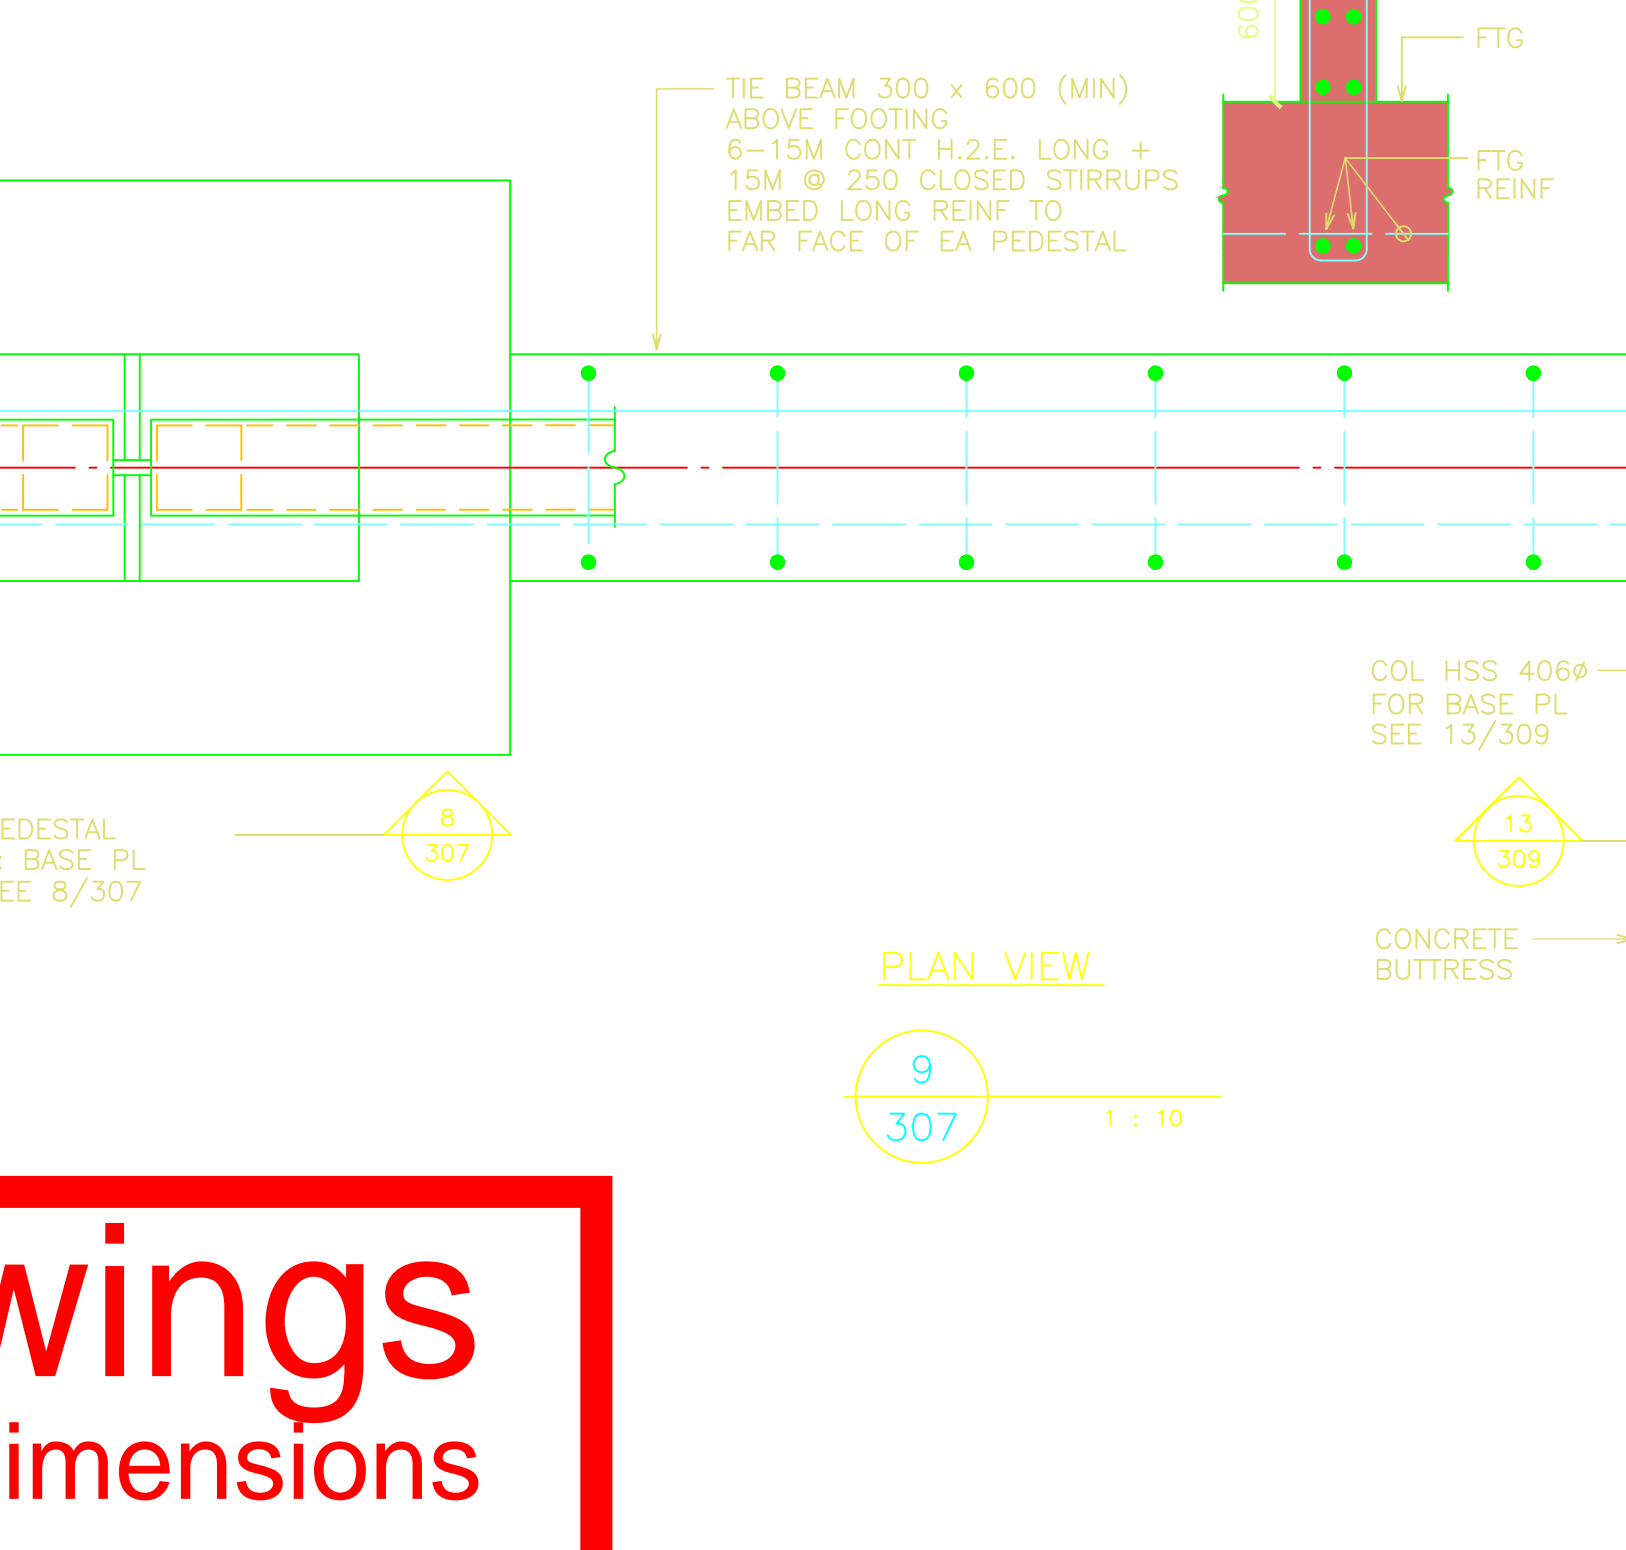 600
FTG
TIE BEAM 300 x 600 (MIN)
ABOVE FOOTING
6-15M CONT H.2.E. LONG +
15M @ 250 CLOSED STIRRUPS
EMBED LONG REINF TO
FAR FACE OF EA PEDESTAL
FTG
REINF
COL HSS 406ø
FOR BASE PL
SEE 13/309
8
307
13
309
EDESTAL
: BASE PL
EE 8/307
CONCRETE
BUTTRESS
PLAN VIEW
9
307
1 : 10
wings
imensions